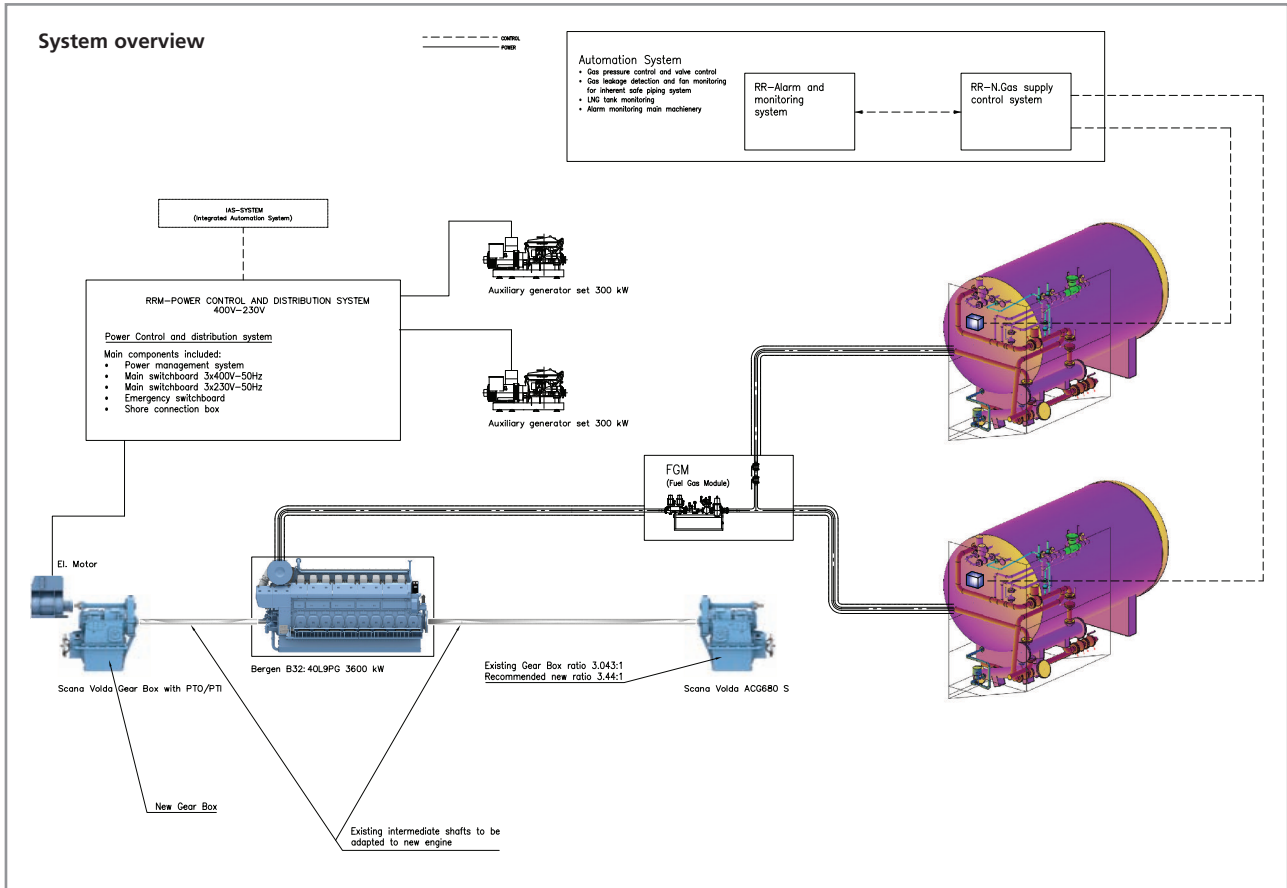 System overview
CONTROL
POWER
Automation System
• Gas pressure control and valve control
• Gas leakage detection and fan monitoring
for inherent safe piping system
• LNG tank monitoring
• Alarm monitoring main machienery
RR-Alarm and
monitoring
system
RR-N.Gas supply
control system
IAS-SYSTEM
(Integrated Automation System)
RRM-POWER CONTROL AND DISTRIBUTION SYSTEM
400V-230V
Power Control and distribution system
Main components included:
• Power management system
• Main switchboard 3x400V-50Hz
• Main switchboard 3x230V-50Hz
• Emergency switchboard
• Shore connection box
Auxiliary generator set 300 kW
Auxiliary generator set 300 kW
FGM
(Fuel Gas Module)
El. Motor
Bergen B32:40L9PG 3600 kW
Existing Gear Box ratio 3.043:1
Recommended new ratio 3.44:1
Scana Volda Gear Box with PTO/PTI
Scana Volda ACG680 S
New Gear Box
Existing intermediate shafts to be
adapted to new engine